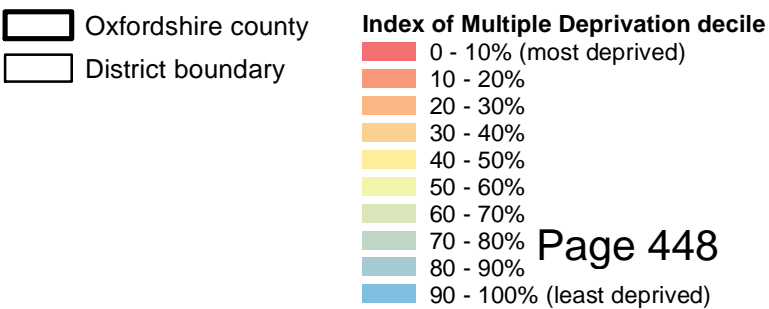 Oxfordshire county
District boundary
Index of Multiple Deprivation decile
0 - 10% (most deprived)
10 - 20%
20 - 30%
30 - 40%
40 - 50%
50 - 60%
60 - 70%
70 - 80%
80 - 90%
90 - 100% (least deprived)
Page 448